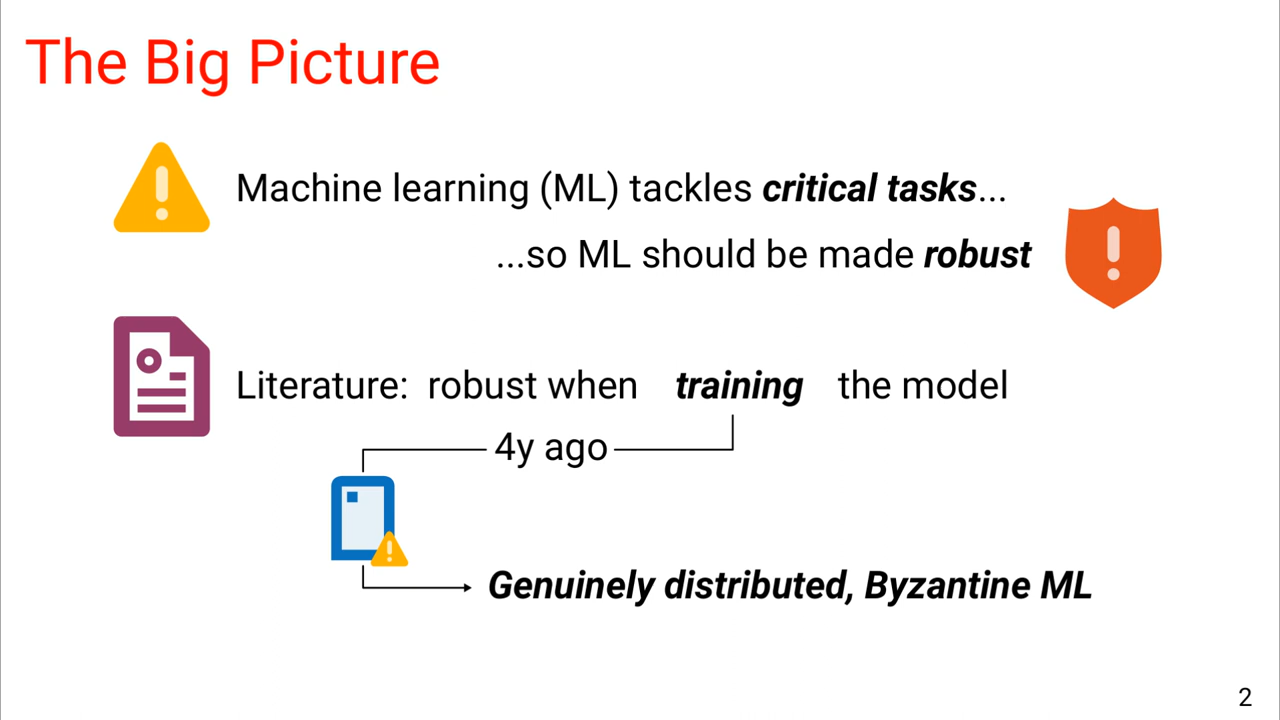 The Big Picture
Machine learning (ML) tackles critical tasks...
...so ML should be made robust
Literature: robust when training the model
4y ago
Genuinely distributed, Byzantine ML
2